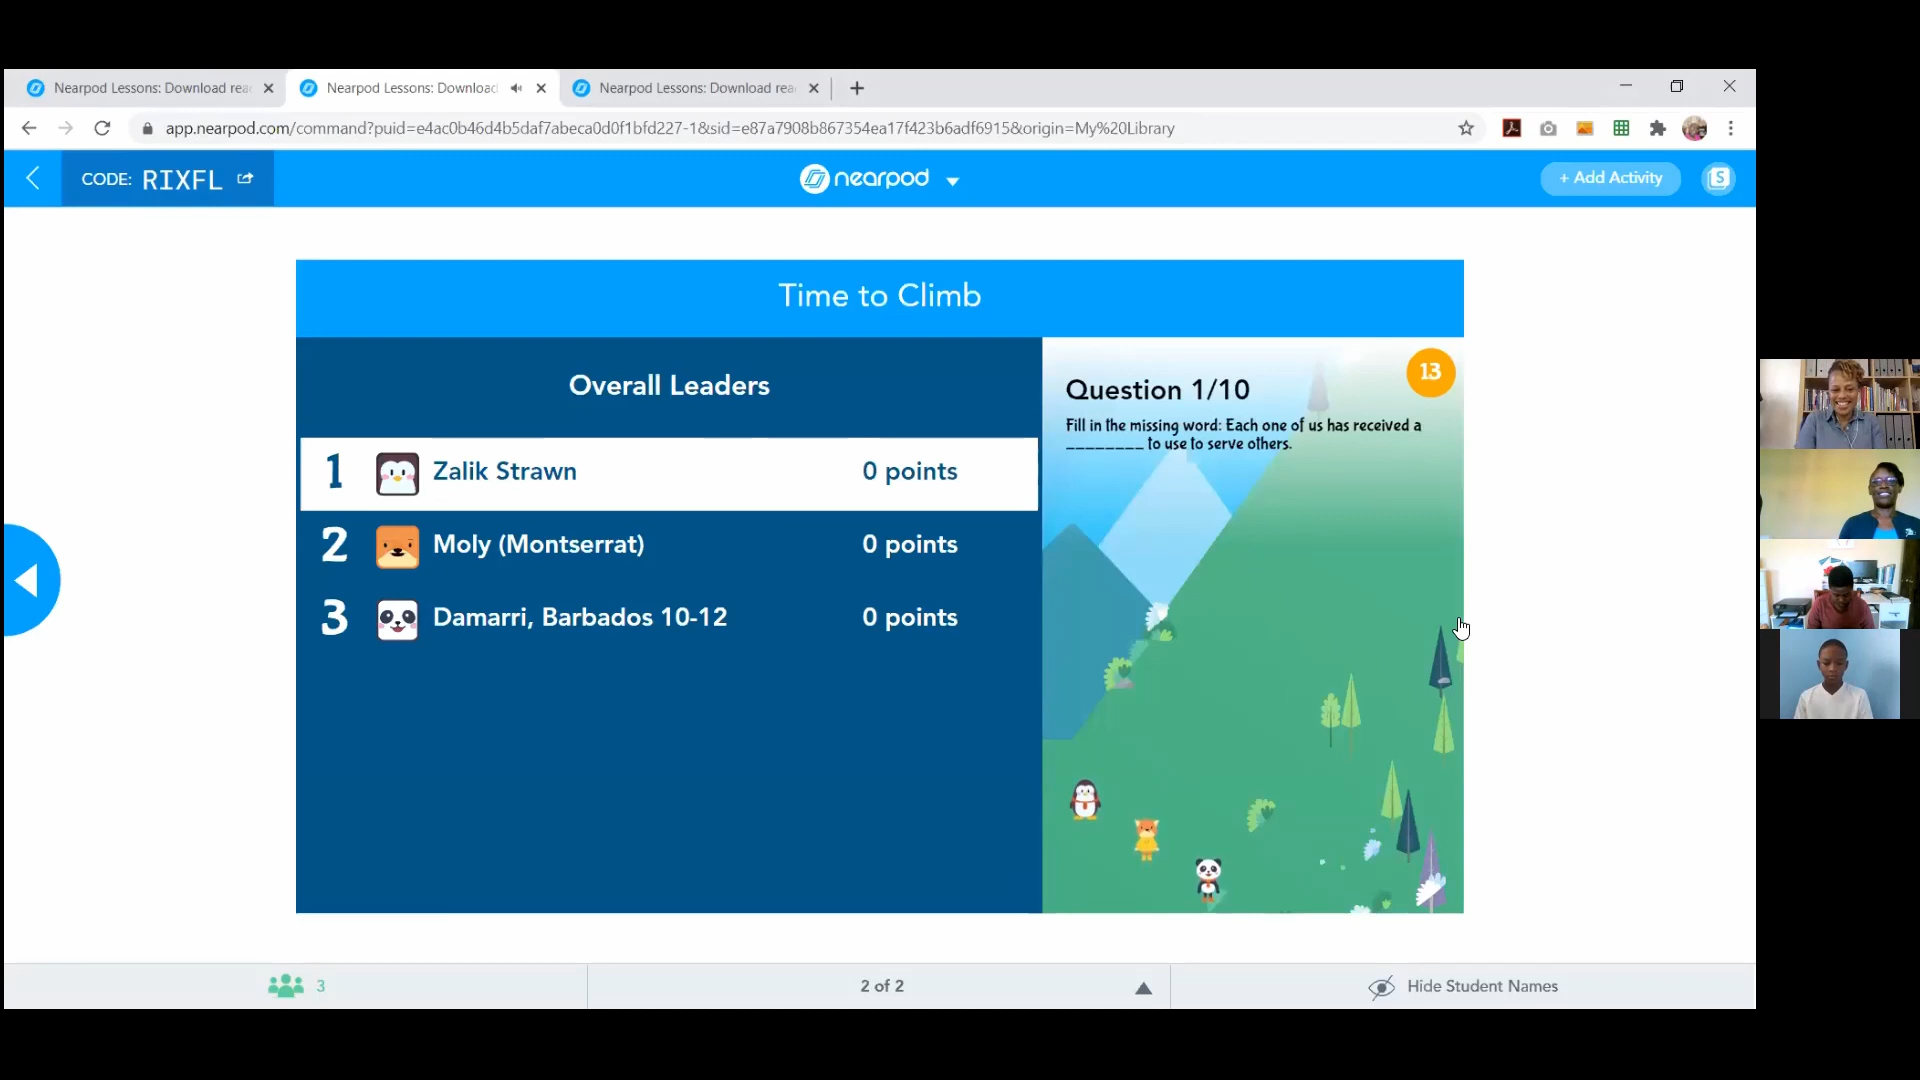 Nearpod Lessons: Download rea
Nearpod Lessons: Download
Nearpod Lessons: Download rea
app.nearpod.com/command?puid=e4ac0b46d4b5daf7abeca0d0f1bfd227-1&sid=e87a7908b867354ea17f423b6adf6915&origin=My%20Library
CODE: RIXFL
nearpod
+ Add Activity
S
Time to Climb
Overall Leaders
1 Zalik Strawn 0 points
2 Moly (Montserrat) 0 points
3 Damarri, Barbados 10-12 0 points
13
Question 1/10
Fill in the missing word: Each one of us has received a
________ to use to serve others.
3
2 of 2
Hide Student Names